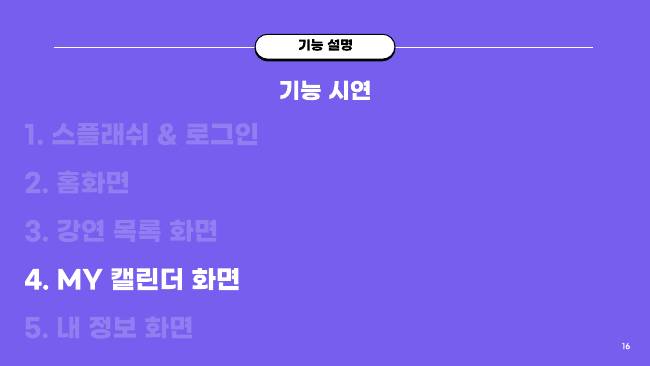 기능 설명
기능 시연
1. 스플래쉬 & 로그인
2. 홈화면
3. 강연 목록 화면
4. MY 캘린더 화면
5. 내 정보 화면
16